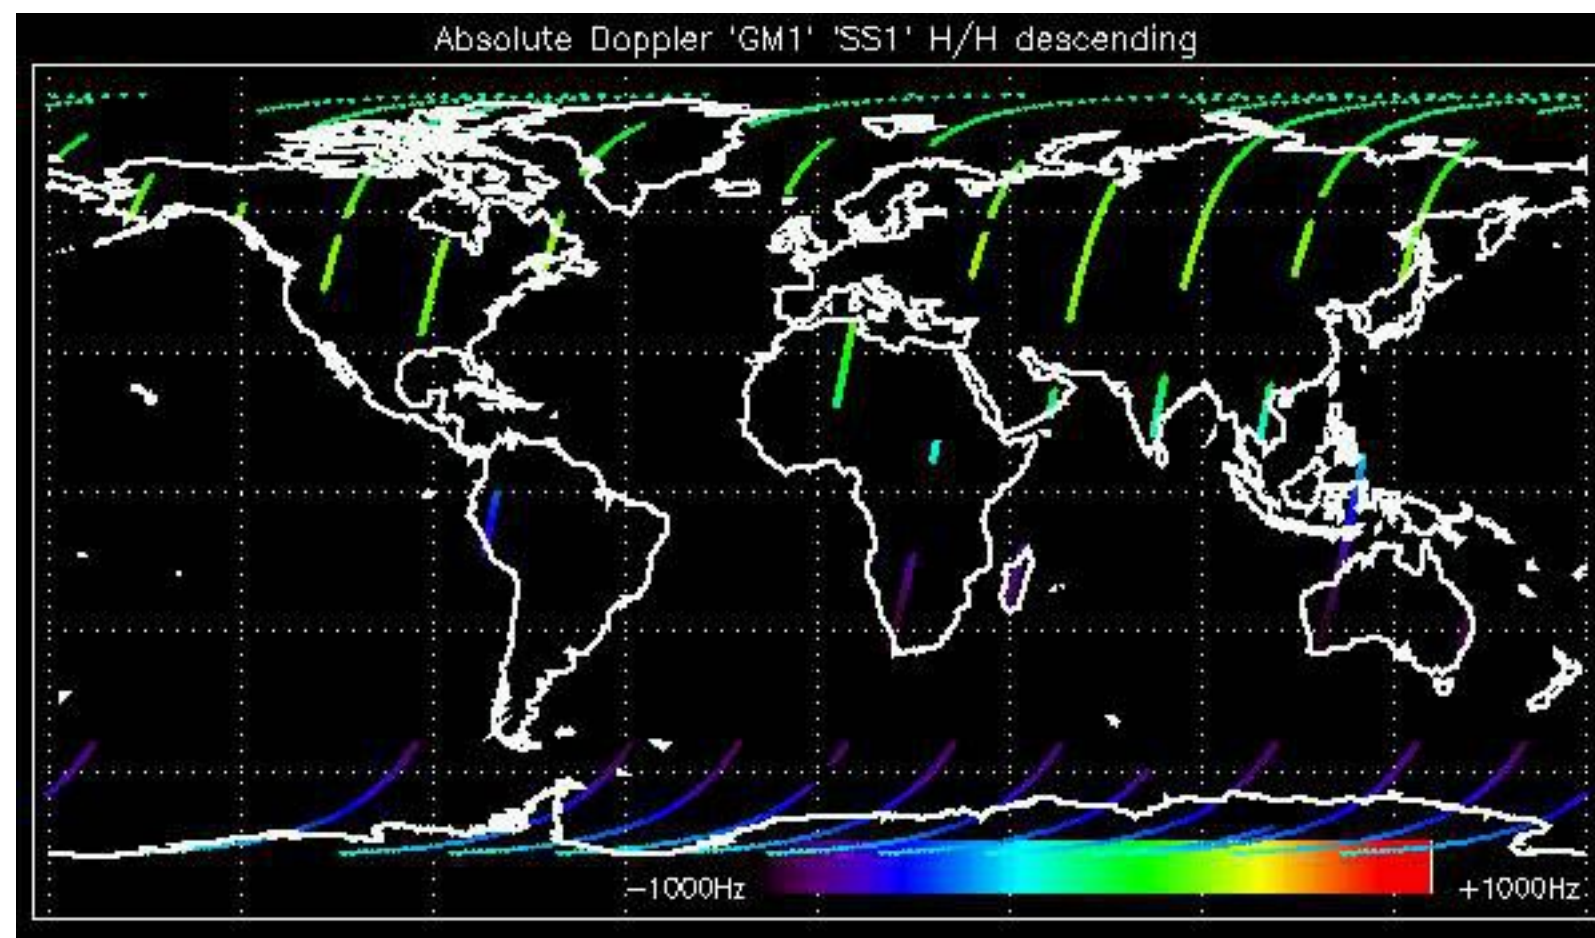 Absolute Doppler 'GM1' 'SS1' H/H descending
-1000Hz
+1000Hz